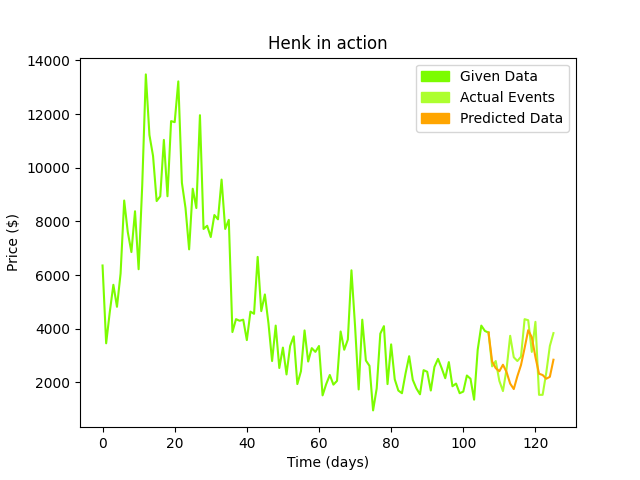 Henk in action
Given Data
Actual Events
Predicted Data
Price ($)
14000
12000
10000
8000
6000
4000
2000
0 20 40 60 80 100 120
Time (days)